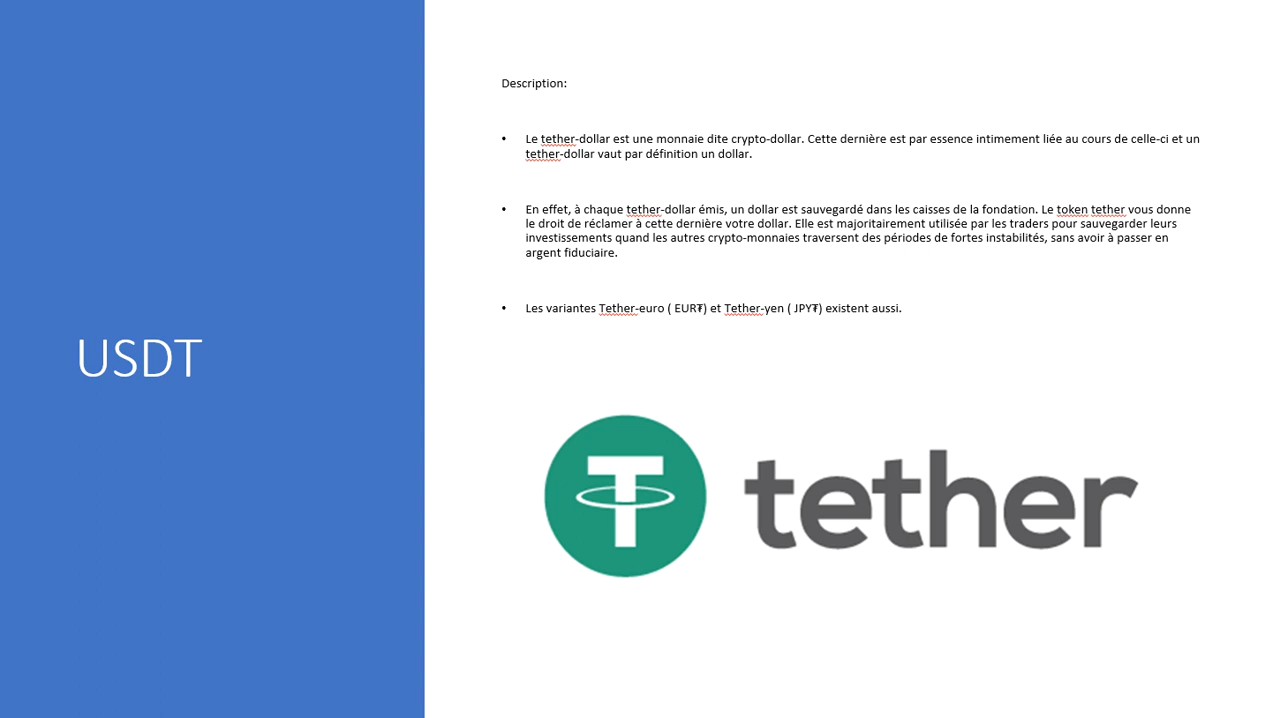 Description:
• Le tether-dollar est une monnaie dite crypto-dollar. Cette dernière est par essence intimement liée au cours de celle-ci et un
tether-dollar vaut par définition un dollar.
• En effet, à chaque tether-dollar émis, un dollar est sauvegardé dans les caisses de la fondation. Le token tether vous donne
le droit de réclamer à cette dernière votre dollar. Elle est majoritairement utilisée par les traders pour sauvegarder leurs
investissements quand les autres crypto-monnaies traversent des périodes de fortes instabilités, sans avoir à passer en
argent fiduciaire.
• Les variantes Tether-euro ( EUR₮) et Tether-yen ( JPY₮) existent aussi.
USDT
tether